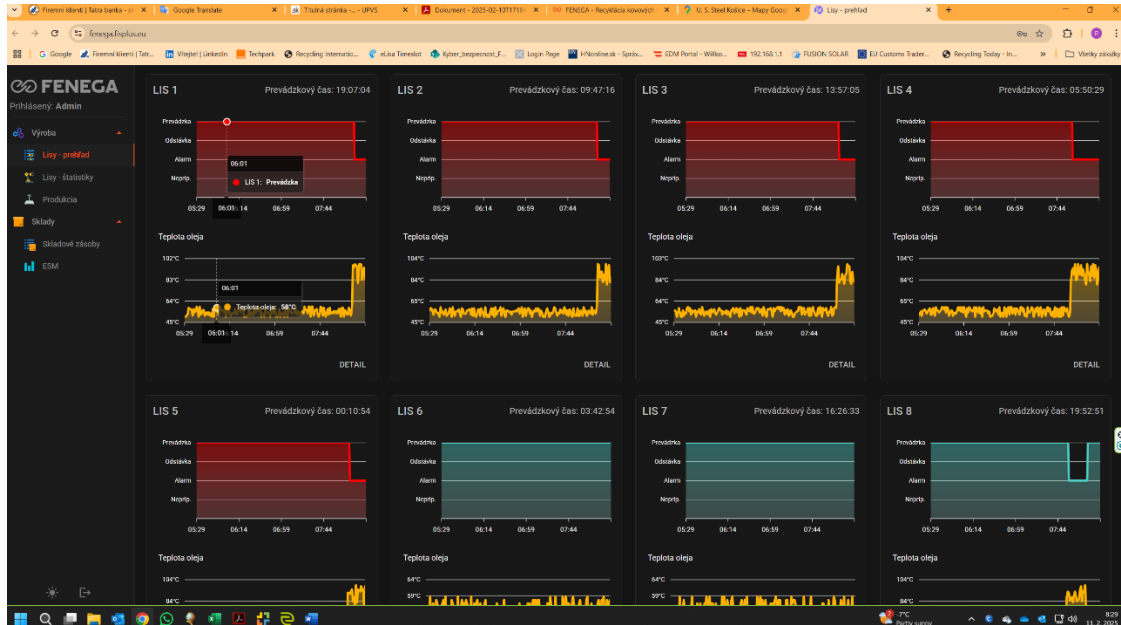 Firemní klienti | Tatra banka - a
Google Translate
Titulná stránka -... - ÚPVS
Dokument - 2025-02-10T1710
FENEGA - Recyklácia kovových
U. S. Steel Košice – Mapy Goog
Lisy - prehľad
fenega.fisplus.eu
Google
Firemní klienti | Tatr...
Vítejte! | LinkedIn
Techpark
Recycling Internatio...
eLisa Timeslot
Kyber_bezpecnost_F...
Login Page
HNonline.sk - Správ...
EDM Portal - Willko...
192.168.1.1
FUSION SOLAR
EU Customs Trader...
Recycling Today - In...
Všetky záložky
FENEGA
Prihlásený: Admin
Výroba
Lisy - prehľad
Lisy - štatistiky
Produkcia
Sklady
Skladové zásoby
ESM
LIS 1 Prevádzkový čas: 19:07:04
Prevádzka
Odstávka
Alarm
Neprip.
06:01
LIS 1: Prevádzka
05:29 06:01 14 06:59 07:44
Teplota oleja
102°C
83°C
64°C
45°C
06:01
Teplota oleja: 58°C
05:29 06:01 14 06:59 07:44
DETAIL
LIS 2 Prevádzkový čas: 09:47:16
Prevádzka
Odstávka
Alarm
Neprip.
05:29 06:14 06:59 07:44
Teplota oleja
104°C
84°C
65°C
45°C
05:29 06:14 06:59 07:44
DETAIL
LIS 3 Prevádzkový čas: 13:57:05
Prevádzka
Odstávka
Alarm
Neprip.
05:29 06:14 06:59 07:44
Teplota oleja
103°C
84°C
64°C
45°C
05:29 06:14 06:59 07:44
DETAIL
LIS 4 Prevádzkový čas: 05:50:29
Prevádzka
Odstávka
Alarm
Neprip.
05:29 06:14 06:59 07:44
Teplota oleja
104°C
84°C
65°C
45°C
05:29 06:14 06:59 07:44
DETAIL
LIS 5 Prevádzkový čas: 00:10:54
Prevádzka
Odstávka
Alarm
Neprip.
05:29 06:14 06:59 07:44
Teplota oleja
104°C
84°C
LIS 6 Prevádzkový čas: 03:42:54
Prevádzka
Odstávka
Alarm
Neprip.
05:29 06:14 06:59 07:44
Teplota oleja
64°C
59°C
LIS 7 Prevádzkový čas: 16:26:33
Prevádzka
Odstávka
Alarm
Neprip.
05:29 06:14 06:59 07:44
Teplota oleja
64°C
59°C
LIS 8 Prevádzkový čas: 19:52:51
Prevádzka
Odstávka
Alarm
Neprip.
05:29 06:14 06:59 07:44
Teplota oleja
104°C
84°C
-7°C
Partly sunny
8:29
11. 2. 2025